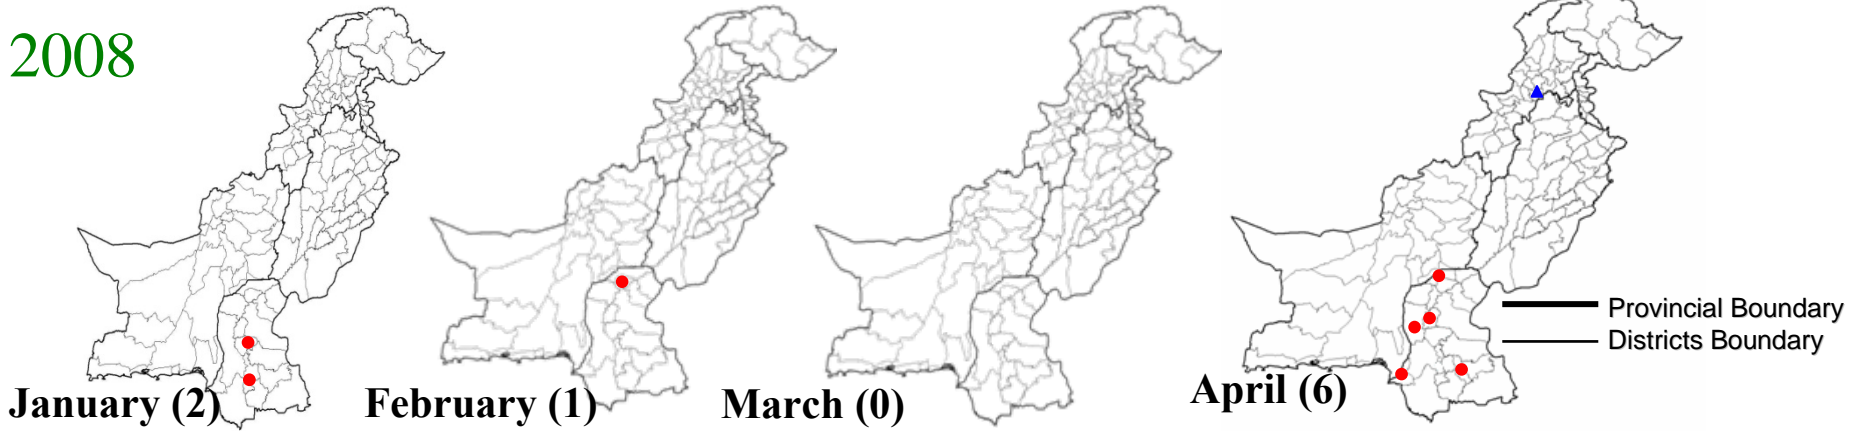 2008
January (2)
February (1)
March (0)
April (6)
Provincial Boundary
Districts Boundary